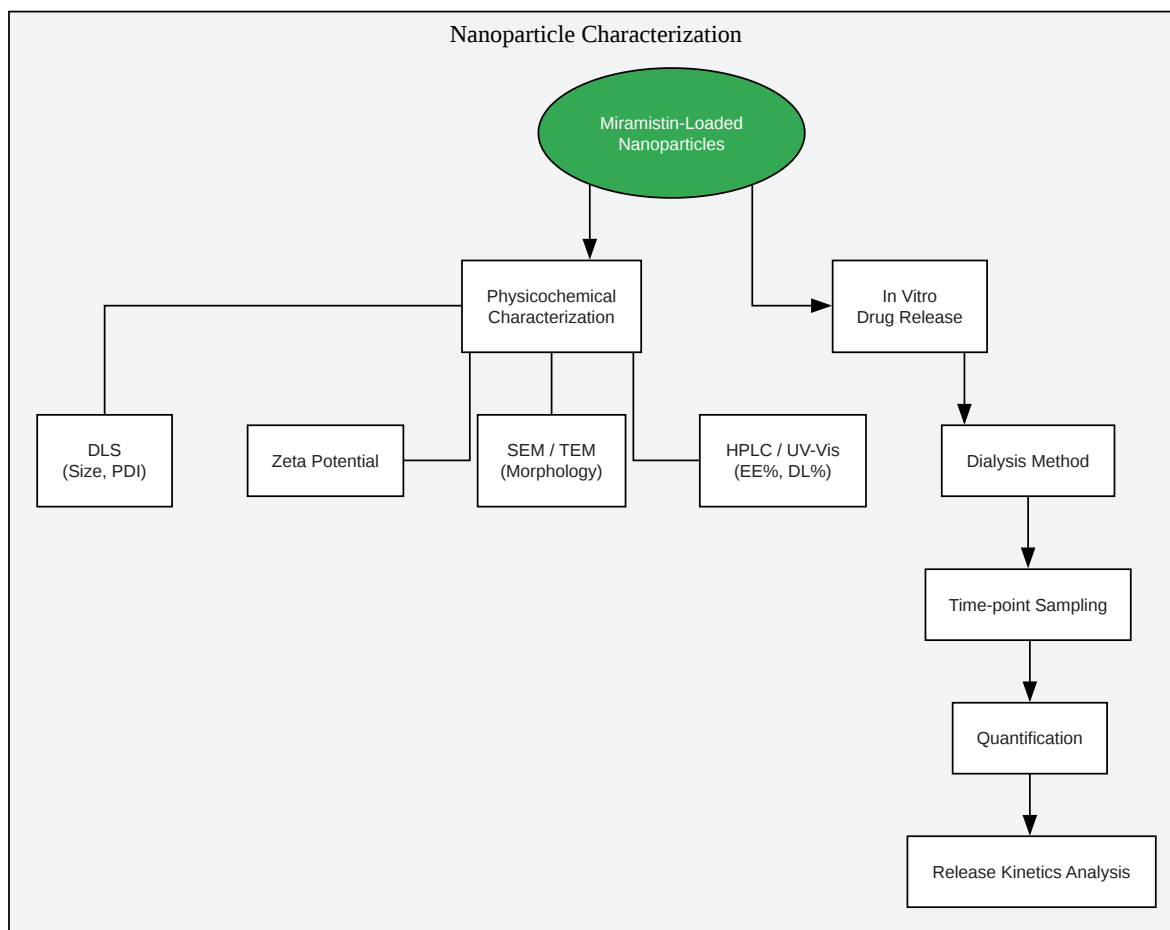 Nanoparticle Characterization
Miramistin-Loaded
Nanoparticles
Physicochemical
Characterization
In Vitro
Drug Release
DLS
(Size, PDI)
Zeta Potential
SEM / TEM
(Morphology)
HPLC / UV-Vis
(EE%, DL%)
Dialysis Method
Time-point Sampling
Quantification
Release Kinetics Analysis